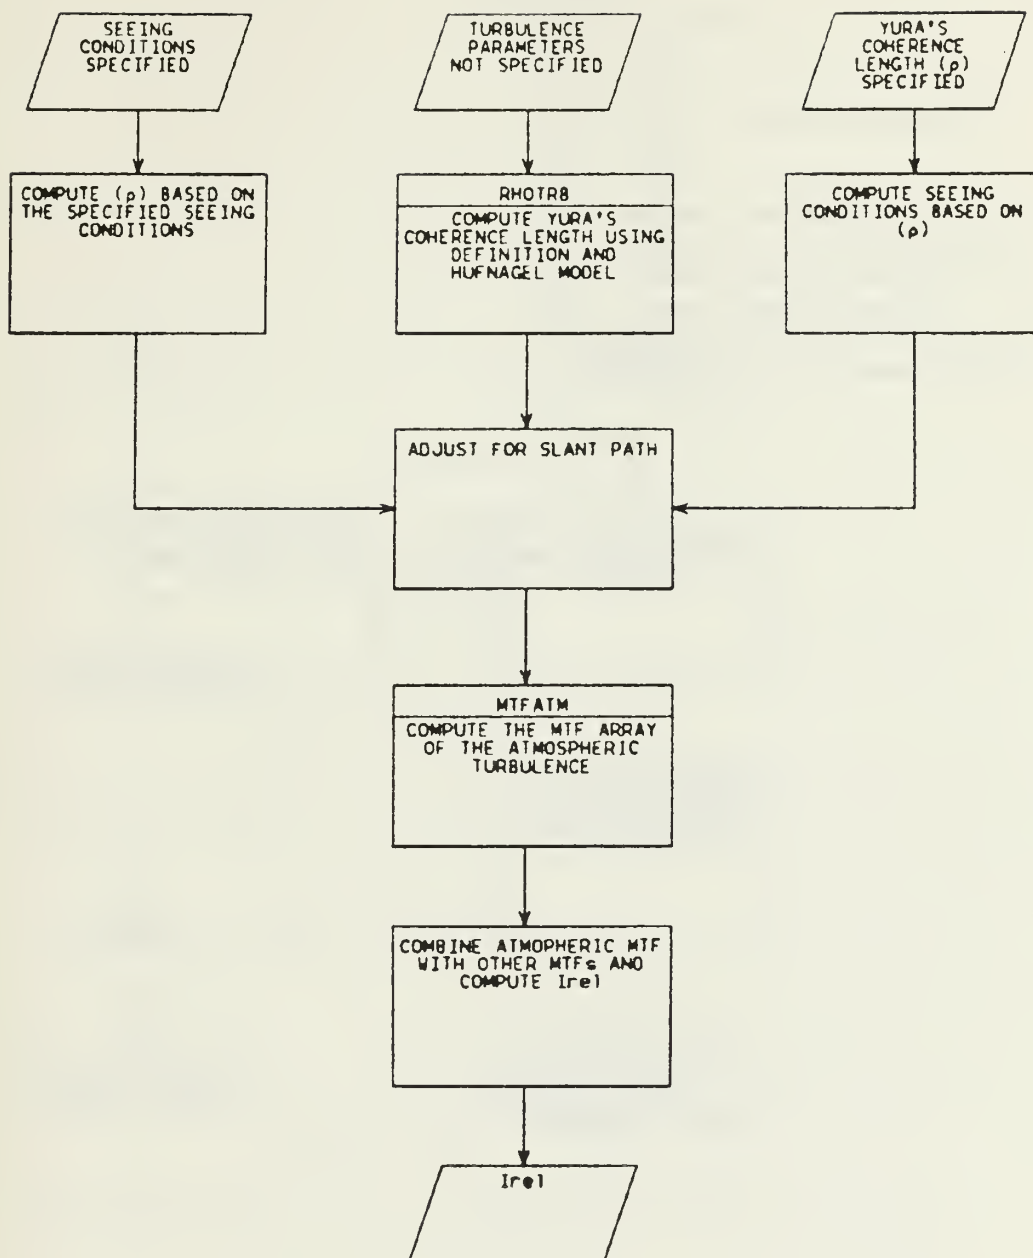 SEEING
CONDITIONS
SPECIFIED
TURBULENCE
PARAMETERS
NOT SPECIFIED
YURA'S
COHERENCE
LENGTH (ρ)
SPECIFIED
COMPUTE (ρ) BASED ON
THE SPECIFIED SEEING
CONDITIONS
RHOTR8
COMPUTE YURA'S
COHERENCE LENGTH USING
DEFINITION AND
HUFNAGEL MODEL
COMPUTE SEEING
CONDITIONS BASED ON
(ρ)
ADJUST FOR SLANT PATH
MTFATM
COMPUTE THE MTF ARRAY
OF THE ATMOSPHERIC
TURBULENCE
COMBINE ATMOPHERIC MTF
WITH OTHER MTFs AND
COMPUTE Irel
Irel